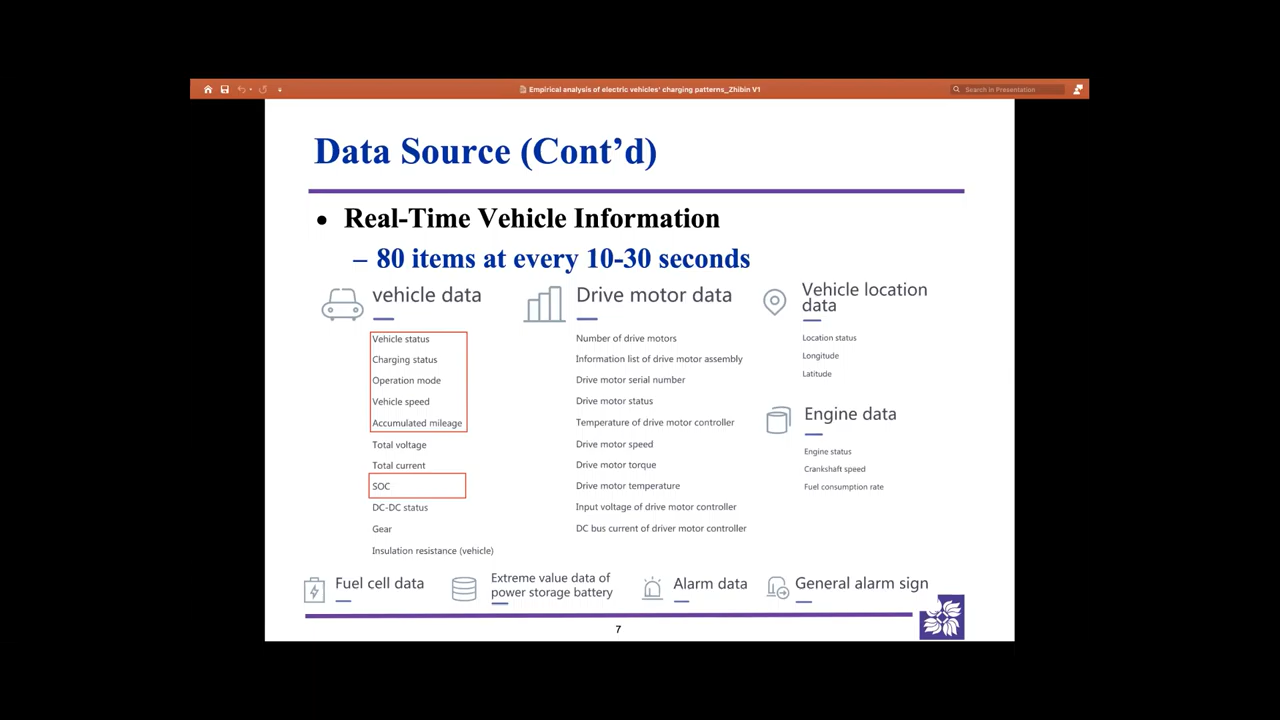 Empirical analysis of electric vehicles' charging patterns_Zhibin V1
Search in Presentation
Data Source (Cont'd)
• Real-Time Vehicle Information
– 80 items at every 10-30 seconds
vehicle data
Vehicle status
Charging status
Operation mode
Vehicle speed
Accumulated mileage
Total voltage
Total current
SOC
DC-DC status
Gear
Insulation resistance (vehicle)
Drive motor data
Number of drive motors
Information list of drive motor assembly
Drive motor serial number
Drive motor status
Temperature of drive motor controller
Drive motor speed
Drive motor torque
Drive motor temperature
Input voltage of drive motor controller
DC bus current of driver motor controller
Vehicle location
data
Location status
Longitude
Latitude
Engine data
Engine status
Crankshaft speed
Fuel consumption rate
Fuel cell data
Extreme value data of
power storage battery
Alarm data
General alarm sign
7